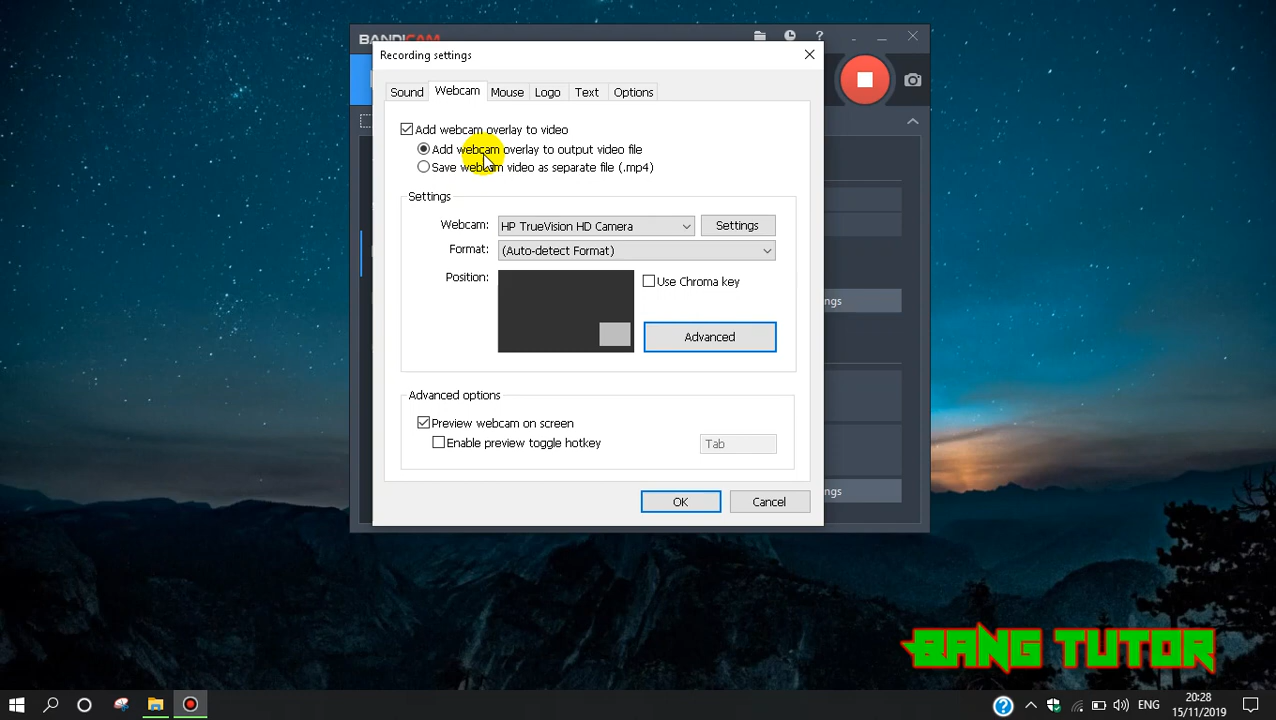 BANDICAM
Recording settings
Sound Webcam Mouse Logo Text Options
Add webcam overlay to video
Add webcam overlay to output video file
Save webcam video as separate file (.mp4)
Settings
Webcam: HP TrueVision HD Camera Settings
Format: (Auto-detect Format)
Position: Use Chroma key
Advanced
ngs
Advanced options
Preview webcam on screen
Enable preview toggle hotkey Tab
ngs
OK Cancel
BANG TUTOR
ENG
20:28
15/11/2019